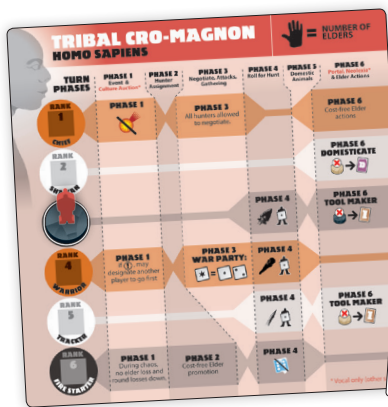 TRIBAL CRO-MAGNON
HOMO SAPIENS
= NUMBER OF
ELDERS
TURN
PHASES
PHASE 1
Event &
Culture Auction*
PHASE 2
Hunter
Assignment
PHASE 3
Negotiate, Attacks,
Gathering
PHASE 4
Roll for Hunt
PHASE 5
Domestic
Animals
PHASE 6
& Elder Actions
RANK
1
CHIEF
PHASE 1
PHASE 3
All hunters allowed
to negotiate.
PHASE 6
Cost-free Elder
actions
RANK
2
PHASE 6
DOMESTICATE
PHASE 4
PHASE 6
TOOL MAKER
RANK
4
WARRIOR
PHASE 1
If 1, may
designate another
player to go first
PHASE 3
WAR PARTY:
PHASE 4
RANK
5
TRACKER
PHASE 4
PHASE 6
TOOL MAKER
RANK
6
FIRE STARTER
PHASE 1
During chaos,
no elder loss and
round loses down.
PHASE 2
Cost-free Elder
promotion
PHASE 4
*Vocal only